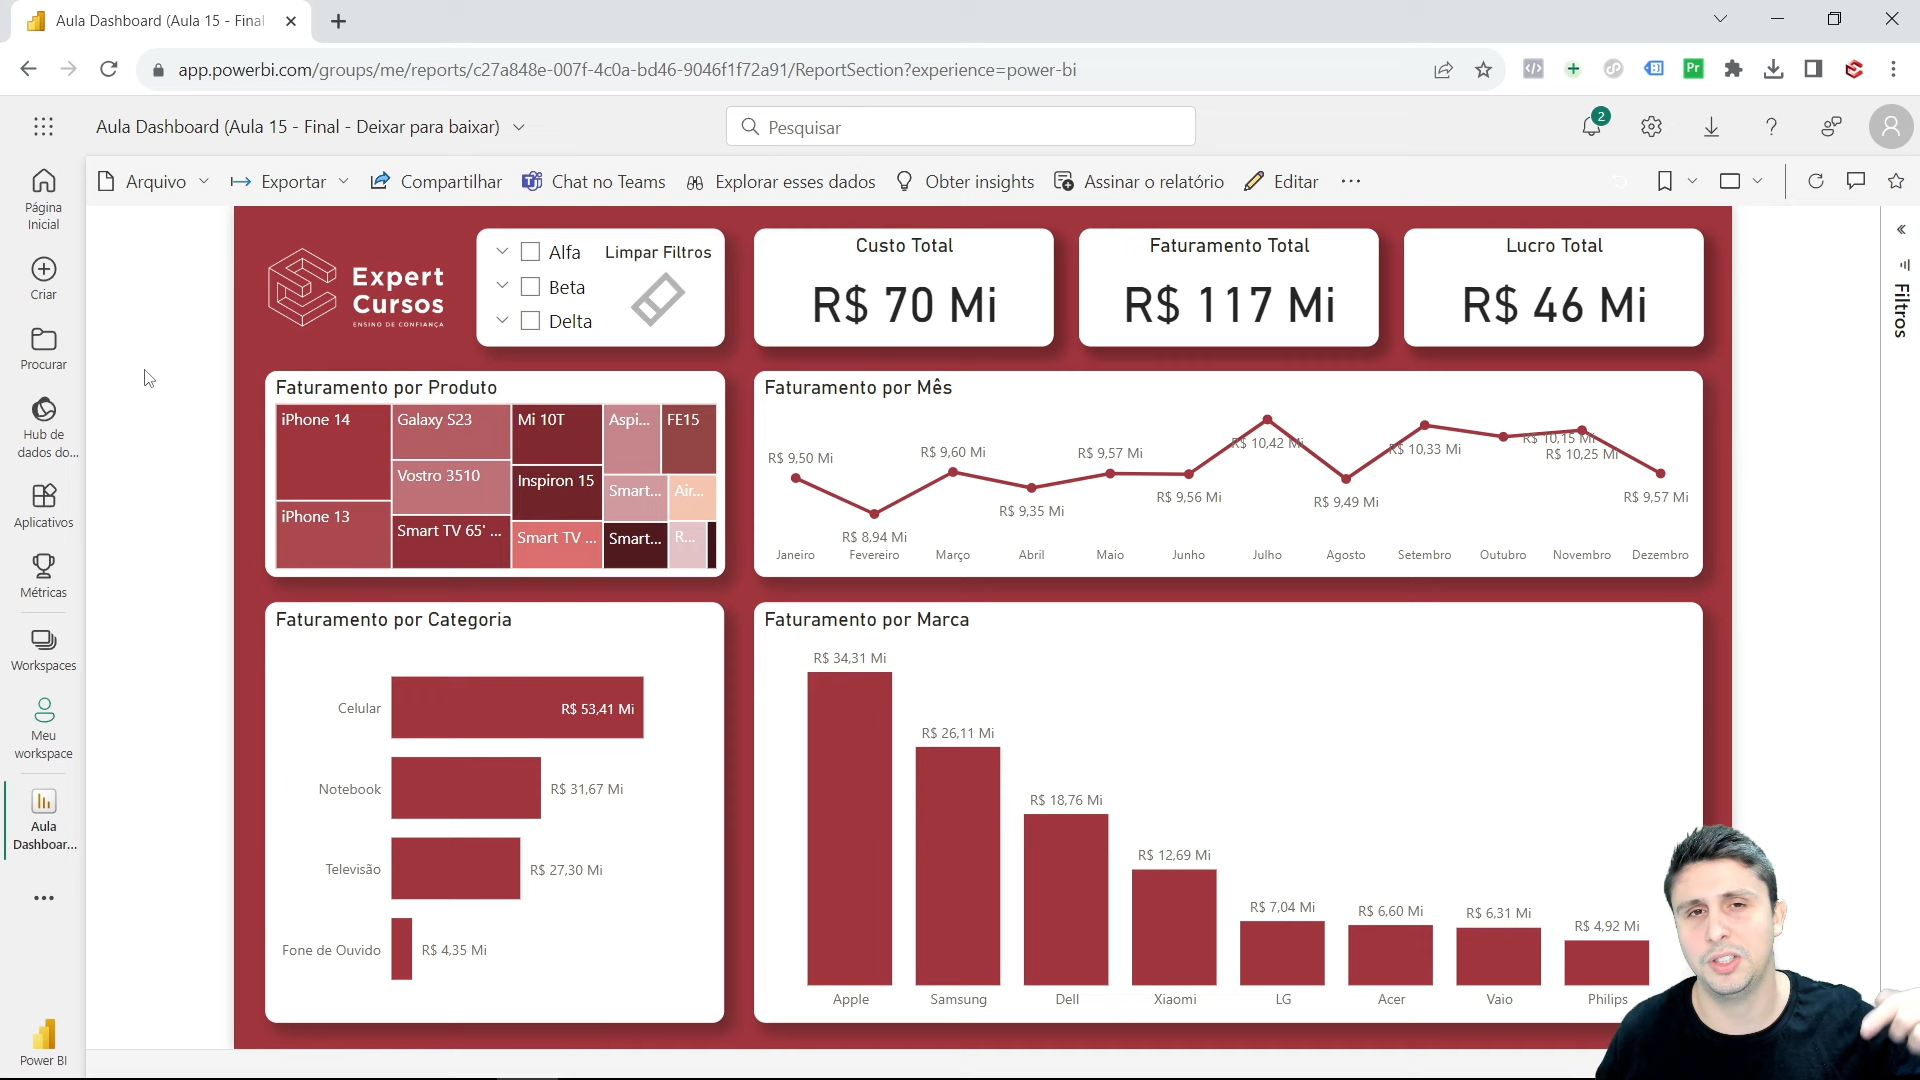 Aula Dashboard (Aula 15 - Final
app.powerbi.com/groups/me/reports/c27a848e-007f-4c0a-bd46-9046f1f72a91/ReportSection?experience=power-bi
Pr
Aula Dashboard (Aula 15 - Final - Deixar para baixar)
Pesquisar
2
?
Arquivo
Exportar
Compartilhar
Chat no Teams
Explorar esses dados
Obter insights
Assinar o relatório
Editar
Página
Inicial
Criar
Procurar
Hub de
dados do...
Aplicativos
Métricas
Workspaces
Meu
workspace
Aula
Dashboar...
Power BI
Filtros
Expert
Cursos
ENSINO DE CONFIANÇA
Alfa
Beta
Delta
Limpar Filtros
Custo Total
R$ 70 Mi
Faturamento Total
R$ 117 Mi
Lucro Total
R$ 46 Mi
Faturamento por Produto
iPhone 14
iPhone 13
Galaxy S23
Vostro 3510
Smart TV 65' ...
Mi 10T
Inspiron 15
Smart TV ...
Aspi...
FE15
Smart...
Air...
Smart...
R...
Faturamento por Mês
R$ 9,50 Mi
R$ 8,94 Mi
R$ 9,60 Mi
R$ 9,35 Mi
R$ 9,57 Mi
R$ 9,56 Mi
R$ 10,42 Mi
R$ 9,49 Mi
R$ 10,33 Mi
R$ 10,15 Mi
R$ 10,25 Mi
R$ 9,57 Mi
Janeiro
Fevereiro
Março
Abril
Maio
Junho
Julho
Agosto
Setembro
Outubro
Novembro
Dezembro
Faturamento por Categoria
Celular
R$ 53,41 Mi
Notebook
R$ 31,67 Mi
Televisão
R$ 27,30 Mi
Fone de Ouvido
R$ 4,35 Mi
Faturamento por Marca
R$ 34,31 Mi
R$ 26,11 Mi
R$ 18,76 Mi
R$ 12,69 Mi
R$ 7,04 Mi
R$ 6,60 Mi
R$ 6,31 Mi
R$ 4,92 Mi
Apple
Samsung
Dell
Xiaomi
LG
Acer
Vaio
Philips